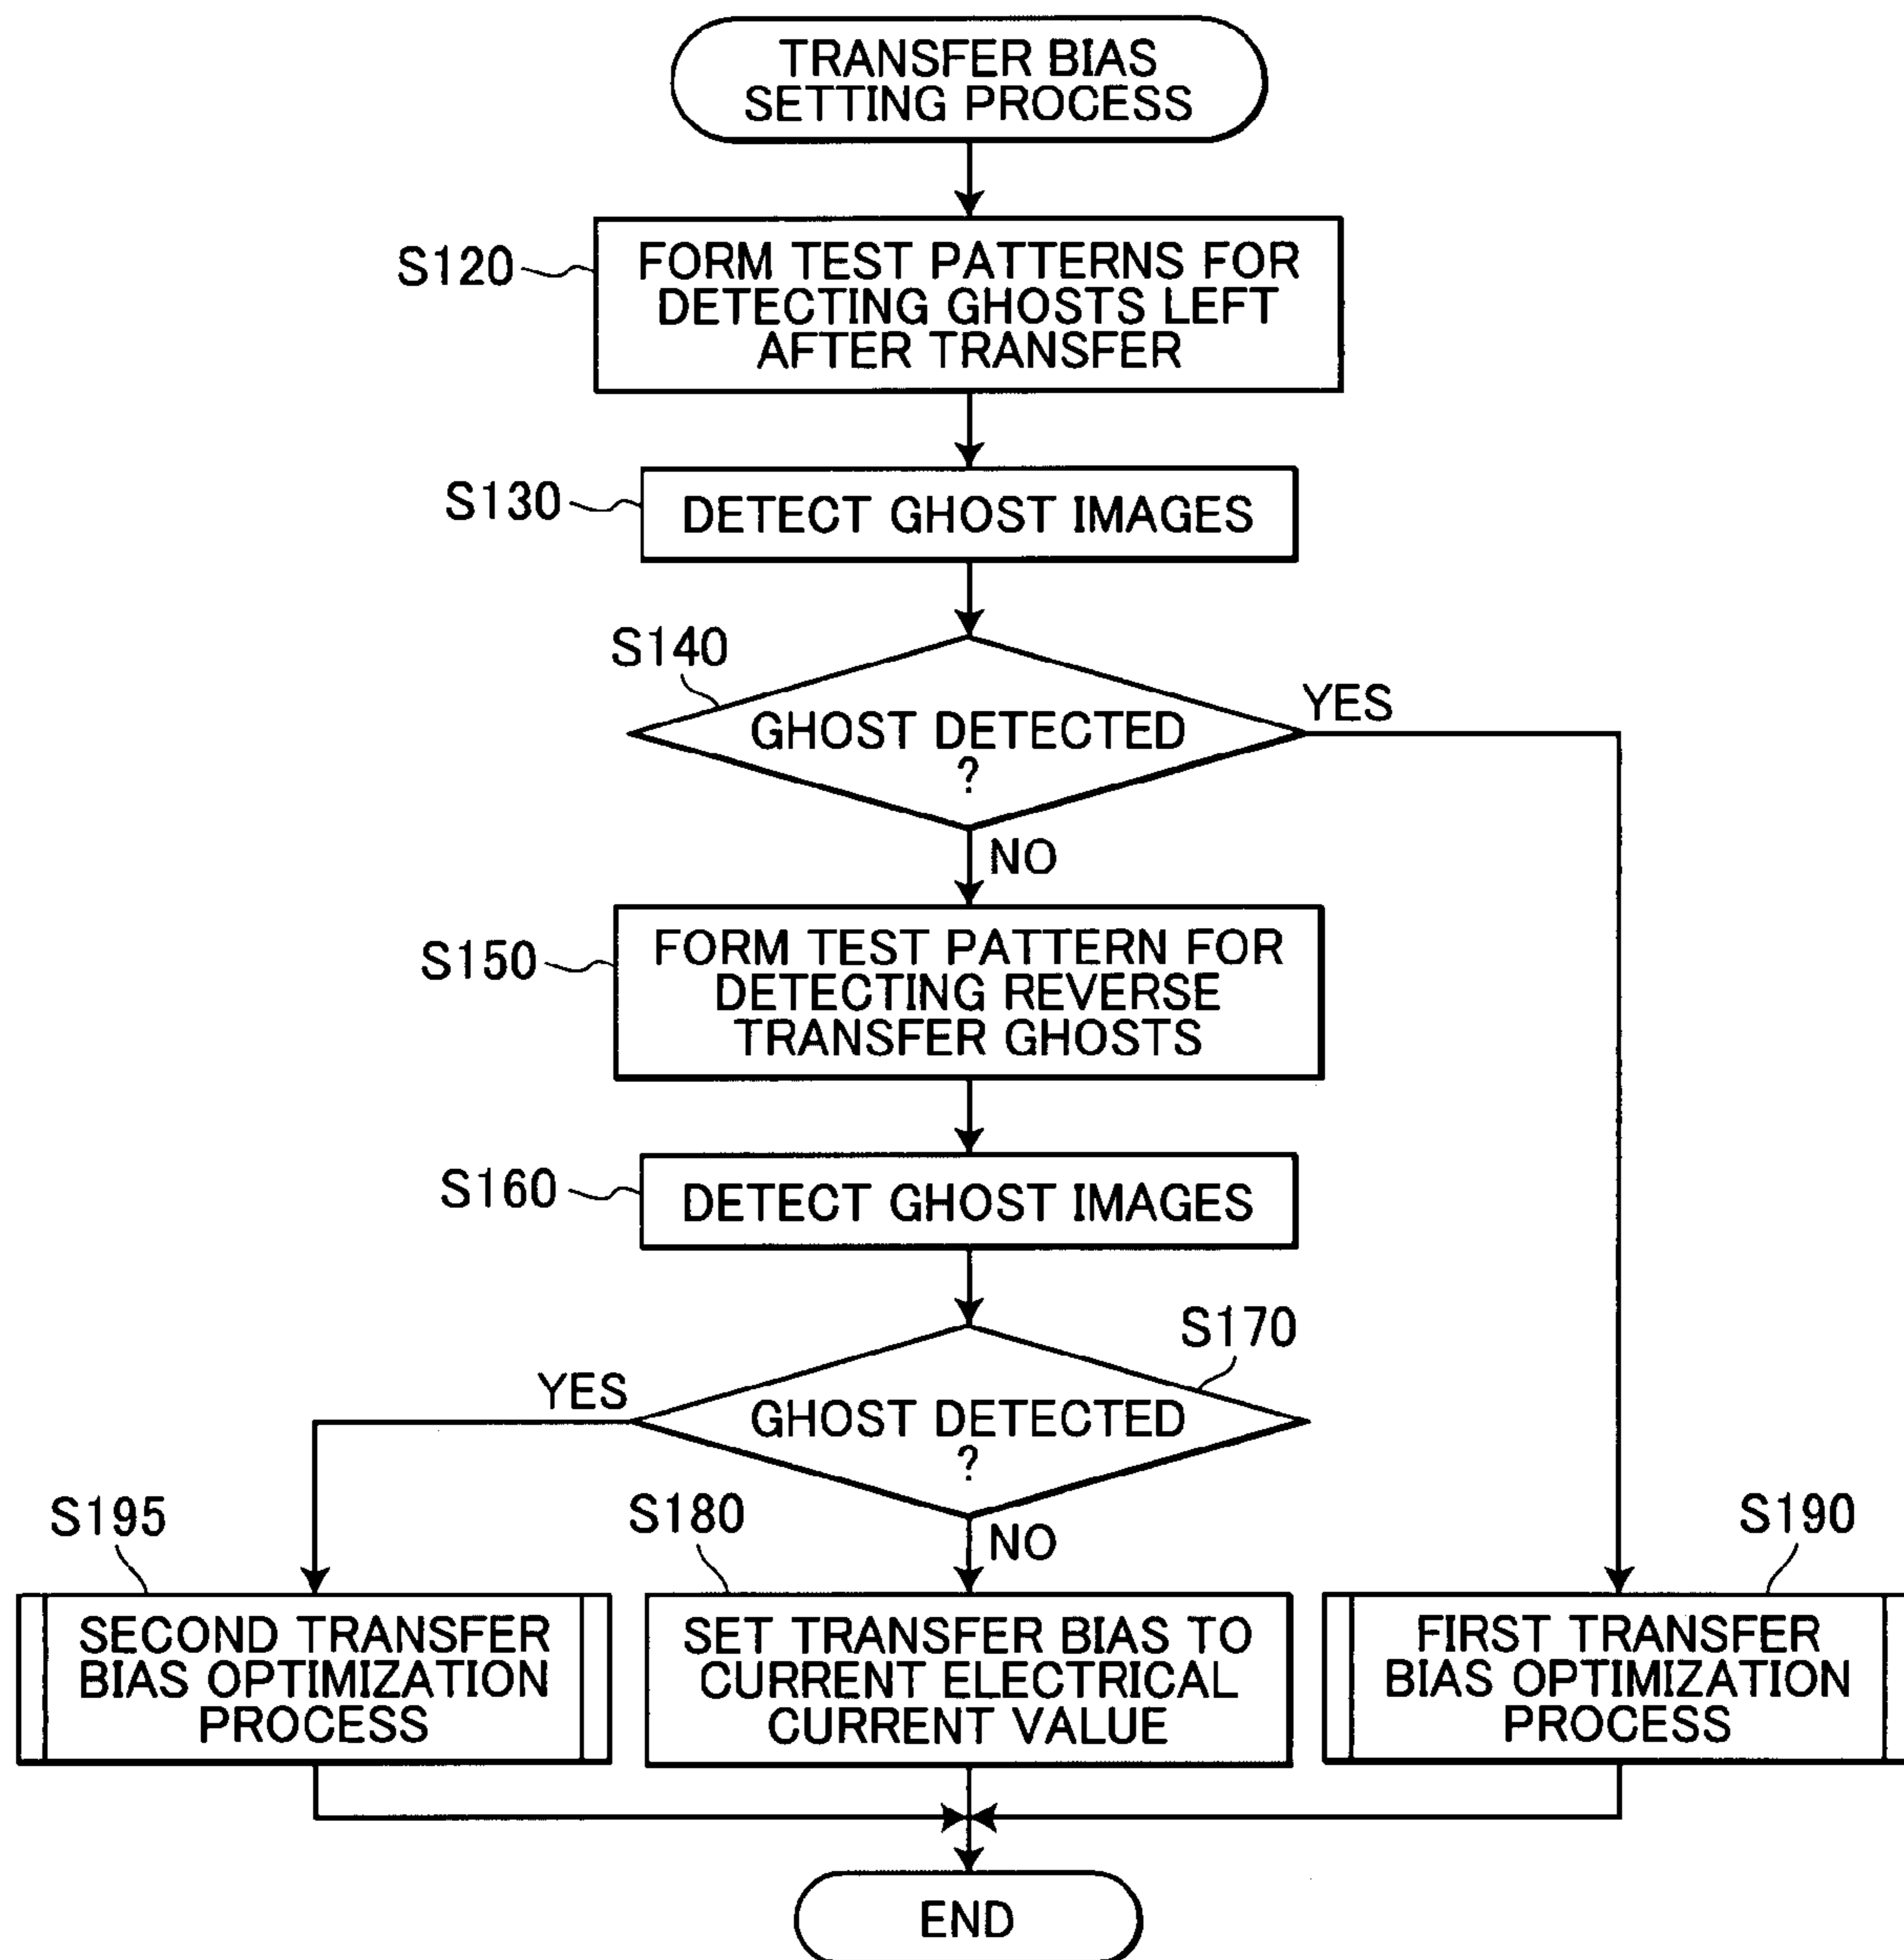 TRANSFER BIAS
SETTING PROCESS
S120
FORM TEST PATTERNS FOR
DETECTING GHOSTS LEFT
AFTER TRANSFER
S130
DETECT GHOST IMAGES
S140
GHOST DETECTED
?
YES
NO
S150
FORM TEST PATTERN FOR
DETECTING REVERSE
TRANSFER GHOSTS
S160
DETECT GHOST IMAGES
S170
GHOST DETECTED
?
YES
NO
S195
SECOND TRANSFER
BIAS OPTIMIZATION
PROCESS
S180
SET TRANSFER BIAS TO
CURRENT ELECTRICAL
CURRENT VALUE
S190
FIRST TRANSFER
BIAS OPTIMIZATION
PROCESS
END